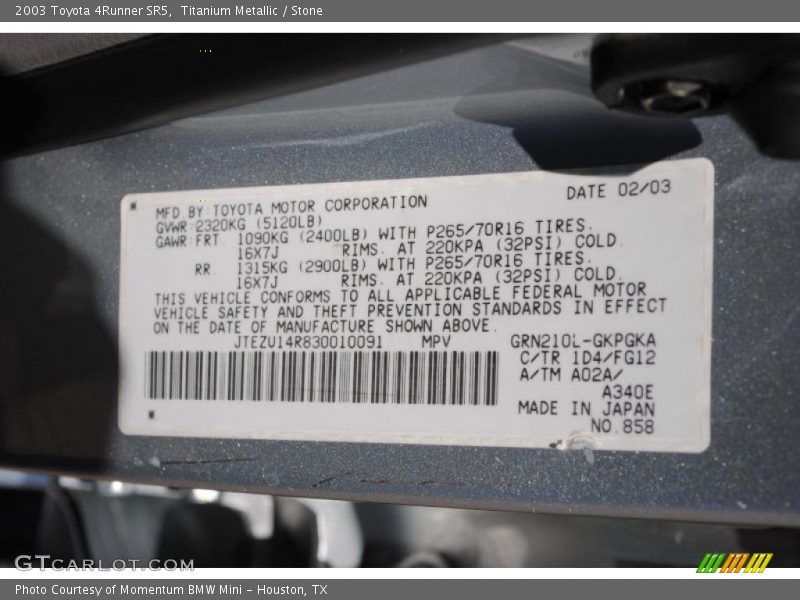 2003 Toyota 4Runner SR5,  Titanium Metallic / Stone
DATE 02/03
MFD BY TOYOTA MOTOR CORPORATION
GVWR 2320KG (5120LB)
GAWR FRT. 1090KG (2400LB) WITH P265/70R16 TIRES.
16X7J RIMS. AT 220KPA (32PSI) COLD.
RR. 1315KG (2900LB) WITH P265/70R16 TIRES.
16X7J RIMS. AT 220KPA (32PSI) COLD.
THIS VEHICLE CONFORMS TO ALL APPLICABLE FEDERAL MOTOR
VEHICLE SAFETY AND THEFT PREVENTION STANDARDS IN EFFECT
ON THE DATE OF MANUFACTURE SHOWN ABOVE.
JTEZU14R830010091 MPV GRN210L-GKPGKA
C/TR 1D4/FG12
A/TM A02A/
A340E
MADE IN JAPAN
NO.858
GTCARLOT.COM
Photo Courtesy of Momentum BMW Mini - Houston, TX